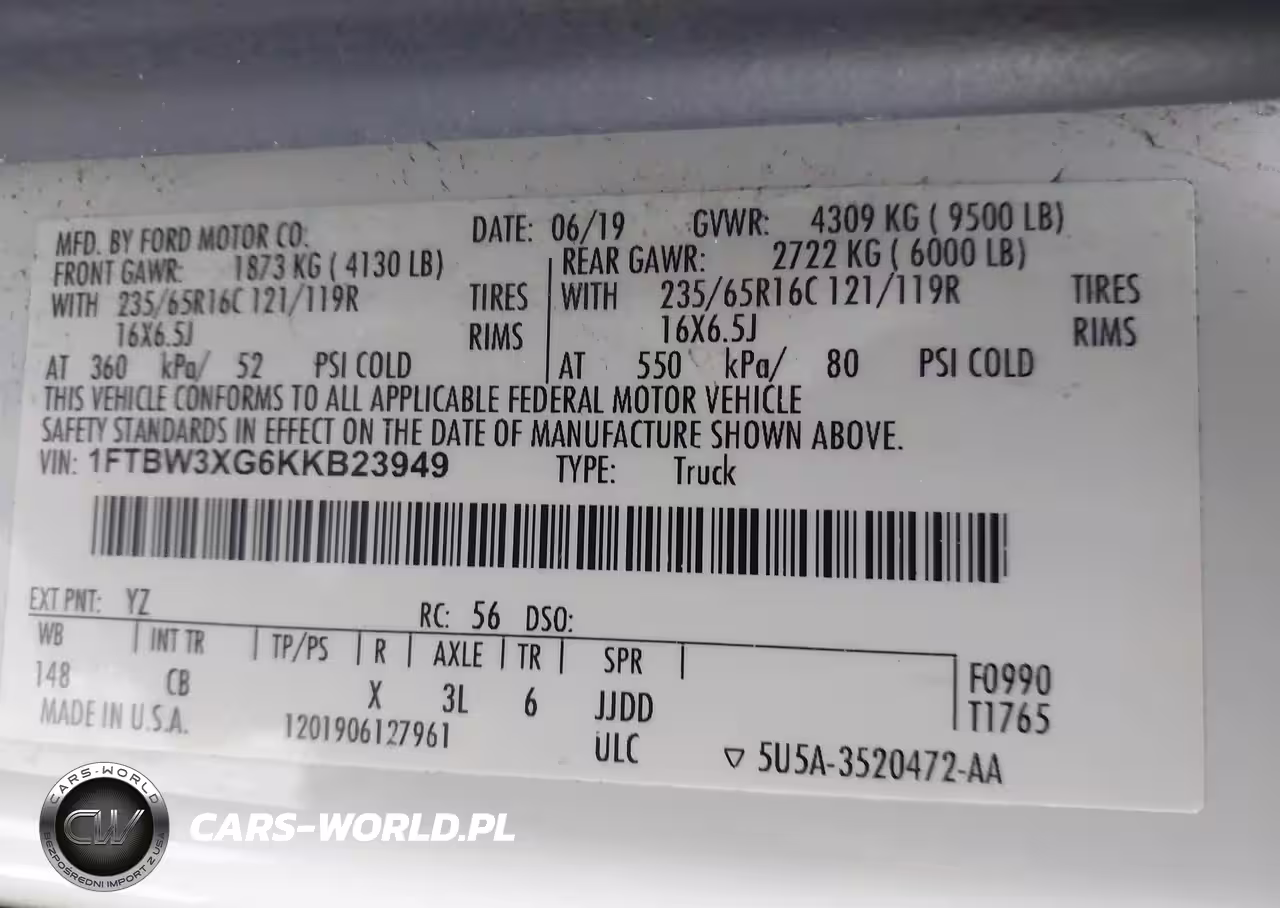 MFD. BY FORD MOTOR CO. DATE: 06/19 GVWR: 4309 KG ( 9500 LB)
FRONT GAWR: 1873 KG ( 4130 LB) REAR GAWR: 2722 KG ( 6000 LB)
WITH 235/65R16C 121/119R TIRES WITH 235/65R16C 121/119R TIRES
16X6.5J RIMS 16X6.5J RIMS
AT 360 kPa/ 52 PSI COLD AT 550 kPa/ 80 PSI COLD
THIS VEHICLE CONFORMS TO ALL APPLICABLE FEDERAL MOTOR VEHICLE
SAFETY STANDARDS IN EFFECT ON THE DATE OF MANUFACTURE SHOWN ABOVE.
VIN: 1FTBW3XG6KKB23949 TYPE: Truck
EXT PNT: YZ RC: 56 DSO:
WB INT TR TP/PS R AXLE TR SPR
148 CB X 3L 6 JJDD F0990
T1765
MADE IN U.S.A. 1201906127961 ULC ▽ 5U5A-3520472-AA
CARS-WORLD
CW
BEZPOŚREDNI IMPORT Z USA
CARS-WORLD.PL